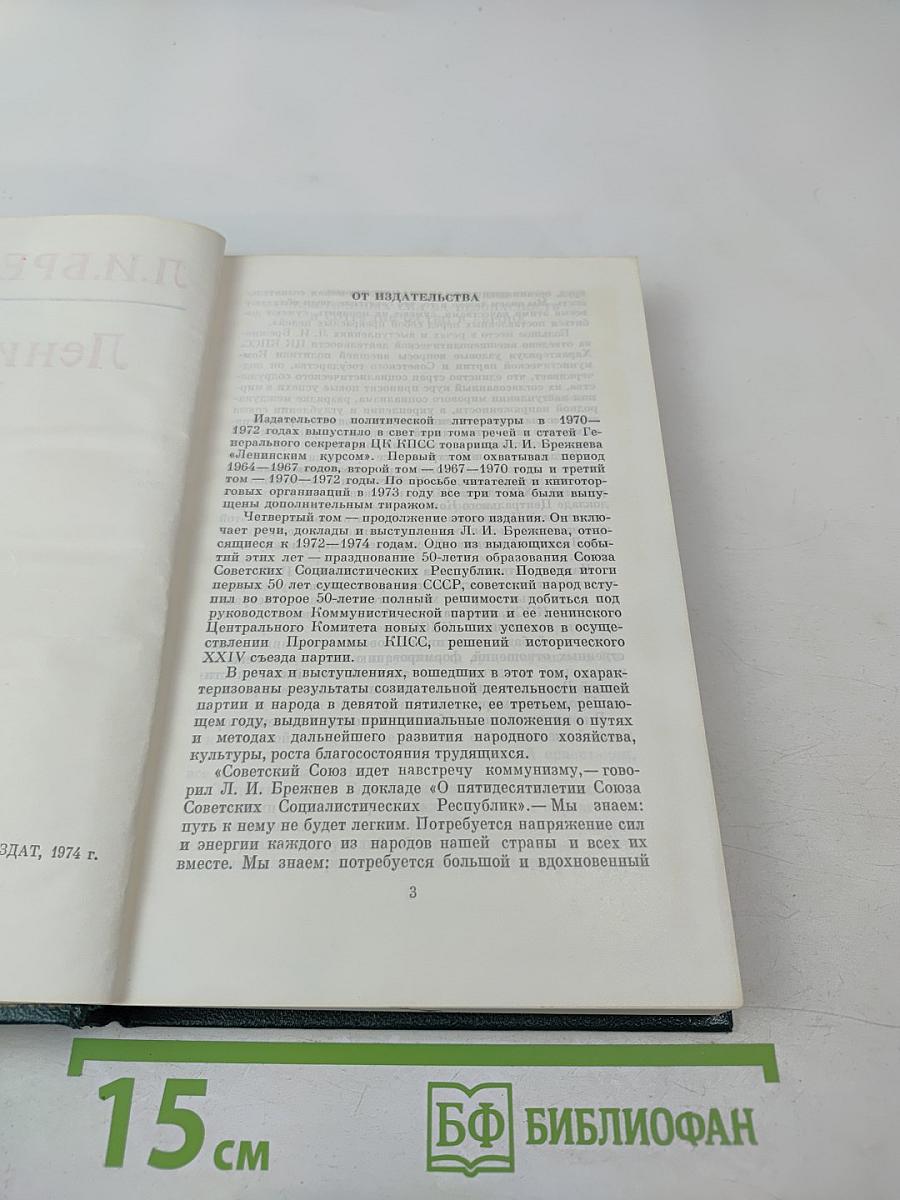 Л.И.БРЕ
Лени
ЗДАТ, 1974 г.
ОТ ИЗДАТЕЛЬСТВА
Издательство политической литературы в 1970—
1972 годах выпустило в свет три тома речей и статей Ге-
нерального секретаря ЦК КПСС товарища Л. И. Брежнева
«Ленинским курсом». Первый том охватывал период
1964—1967 годов, второй том — 1967—1970 годы и третий
том — 1970—1972 годы. По просьбе читателей и книготор-
говых организаций в 1973 году все три тома были выпу-
щены дополнительным тиражом.
Четвертый том — продолжение этого издания. Он вклю-
чает речи, доклады и выступления Л. И. Брежнева, отно-
сящиеся к 1972—1974 годам. Одно из выдающихся собы-
тий этих лет — празднование 50-летия образования Союза
Советских Социалистических Республик. Подведя итоги
первых 50 лет существования СССР, советский народ всту-
пил во второе 50-летие полный решимости добиться под
руководством Коммунистической партии и ее ленинского
Центрального Комитета новых больших успехов в осуще-
ствлении Программы КПСС, решений исторического
XXIV съезда партии.
В речах и выступлениях, вошедших в этот том, охарак-
теризованы результаты созидательной деятельности нашей
партии и народа в девятой пятилетке, ее третьем, решаю-
щем году, выдвинуты принципиальные положения о путях
и методах дальнейшего развития народного хозяйства,
культуры, роста благосостояния трудящихся.
«Советский Союз идет навстречу коммунизму,— гово-
рил Л. И. Брежнев в докладе «О пятидесятилетии Союза
Советских Социалистических Республик».— Мы знаем:
путь к нему не будет легким. Потребуется напряжение сил
и энергии каждого из народов нашей страны и всех их
вместе. Мы знаем: потребуется большой и вдохновенный
3
15 см
БФ БИБЛИОФАН